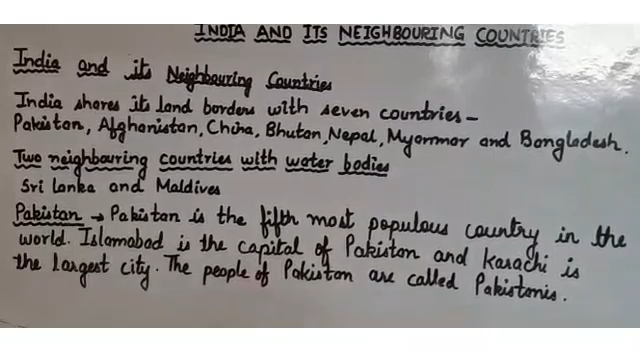 INDIA AND ITS NEIGHBOURING COUNTRIES
India and its Neighbouring Countries
India shares its land borders with seven countries –
Pakistan, Afghanistan, China, Bhutan, Nepal, Myanmar and Bangladesh.
Two neighbouring countries with water bodies
Sri Lanka and Maldives
Pakistan → Pakistan is the fifth most populous country in the
world. Islamabad is the capital of Pakistan and Karachi is
the largest city. The people of Pakistan are called Pakistanis.